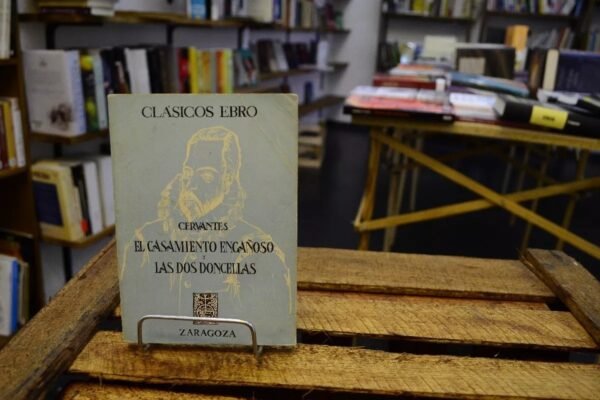 CLÁSICOS EBRO
CERVANTES
EL CASAMIENTO ENGAÑOSO
Y
LAS DOS DONCELLAS
ZARAGOZA